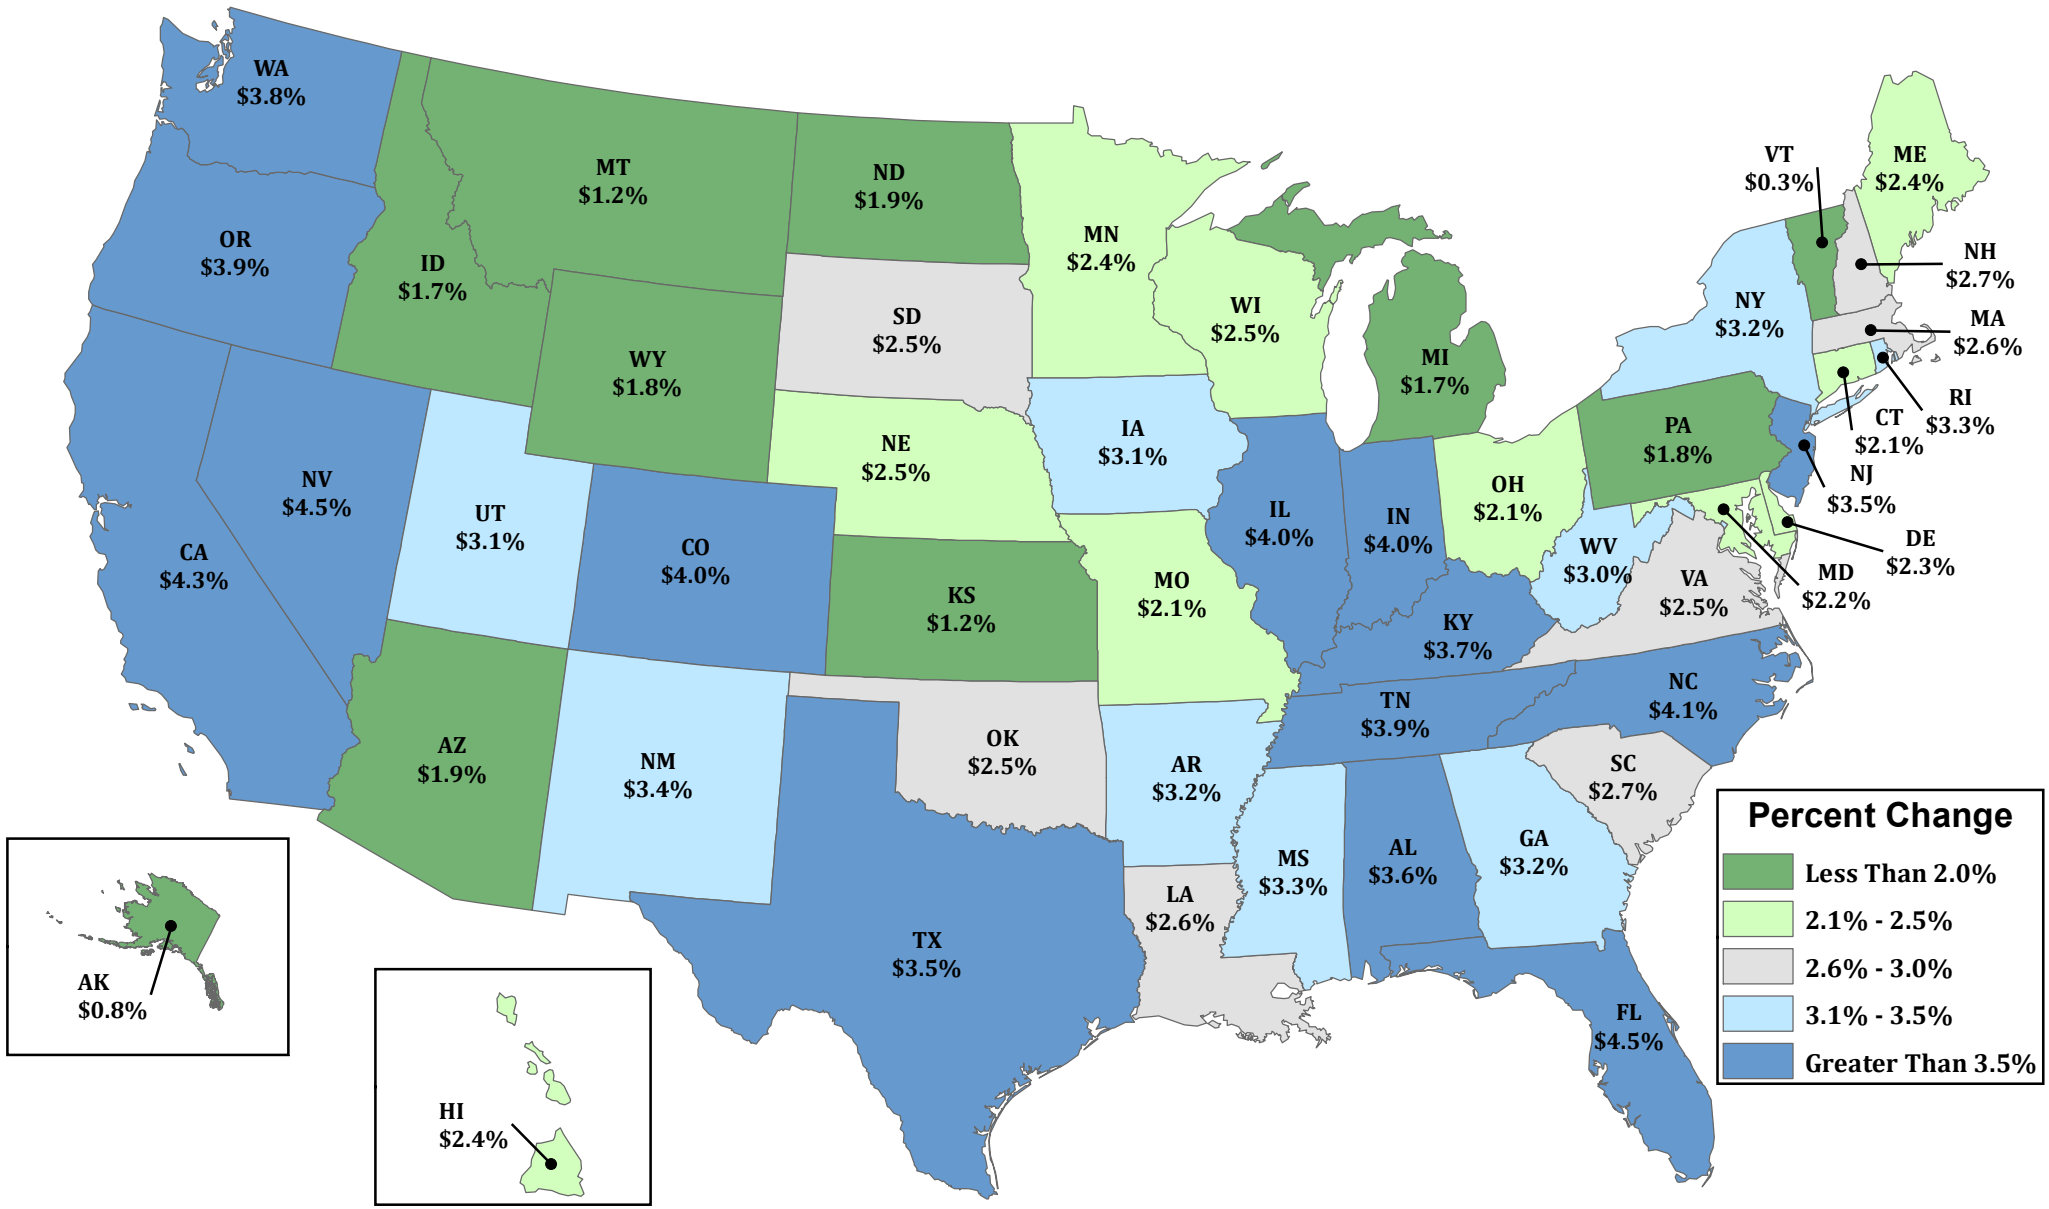 WA
$3.8%
OR
$3.9%
CA
$4.3%
NV
$4.5%
ID
$1.7%
MT
$1.2%
WY
$1.8%
UT
$3.1%
CO
$4.0%
AZ
$1.9%
NM
$3.4%
ND
$1.9%
SD
$2.5%
NE
$2.5%
KS
$1.2%
OK
$2.5%
TX
$3.5%
MN
$2.4%
IA
$3.1%
MO
$2.1%
AR
$3.2%
LA
$2.6%
WI
$2.5%
IL
$4.0%
MI
$1.7%
IN
$4.0%
OH
$2.1%
KY
$3.7%
TN
$3.9%
MS
$3.3%
AL
$3.6%
GA
$3.2%
FL
$4.5%
SC
$2.7%
NC
$4.1%
VA
$2.5%
WV
$3.0%
PA
$1.8%
NY
$3.2%
VT
$0.3%
ME
$2.4%
NH
$2.7%
MA
$2.6%
RI
$3.3%
CT
$2.1%
NJ
$3.5%
DE
$2.3%
MD
$2.2%
AK
$0.8%
HI
$2.4%
Percent Change
Less Than 2.0%
2.1% - 2.5%
2.6% - 3.0%
3.1% - 3.5%
Greater Than 3.5%